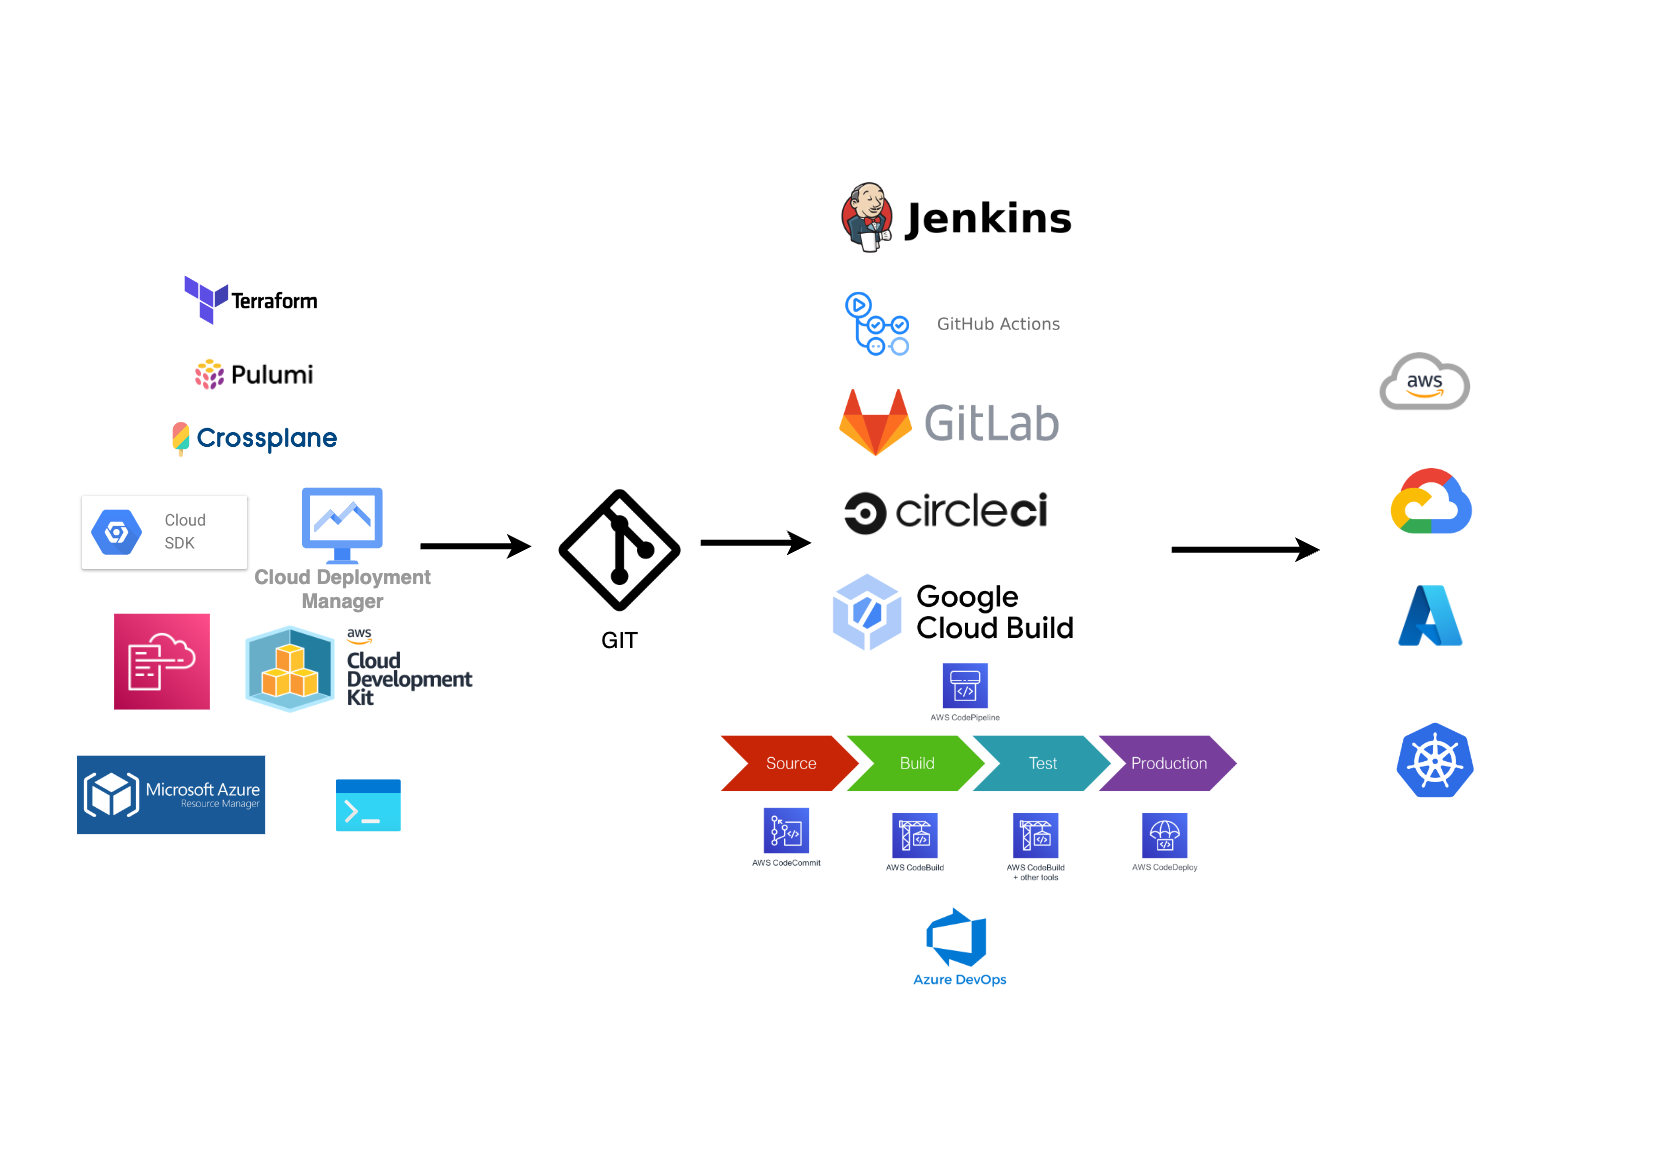 Terraform
Pulumi
Crossplane
Cloud
SDK
Cloud Deployment
Manager
aws
Cloud
Development
Kit
Microsoft Azure
Resource Manager
>_
GIT
Jenkins
GitHub Actions
GitLab
circleci
Google
Cloud Build
AWS CodePipeline
Source
Build
Test
Production
AWS CodeCommit
AWS CodeBuild
AWS CodeBuild
+ other tools
AWS CodeDeploy
Azure DevOps
aws